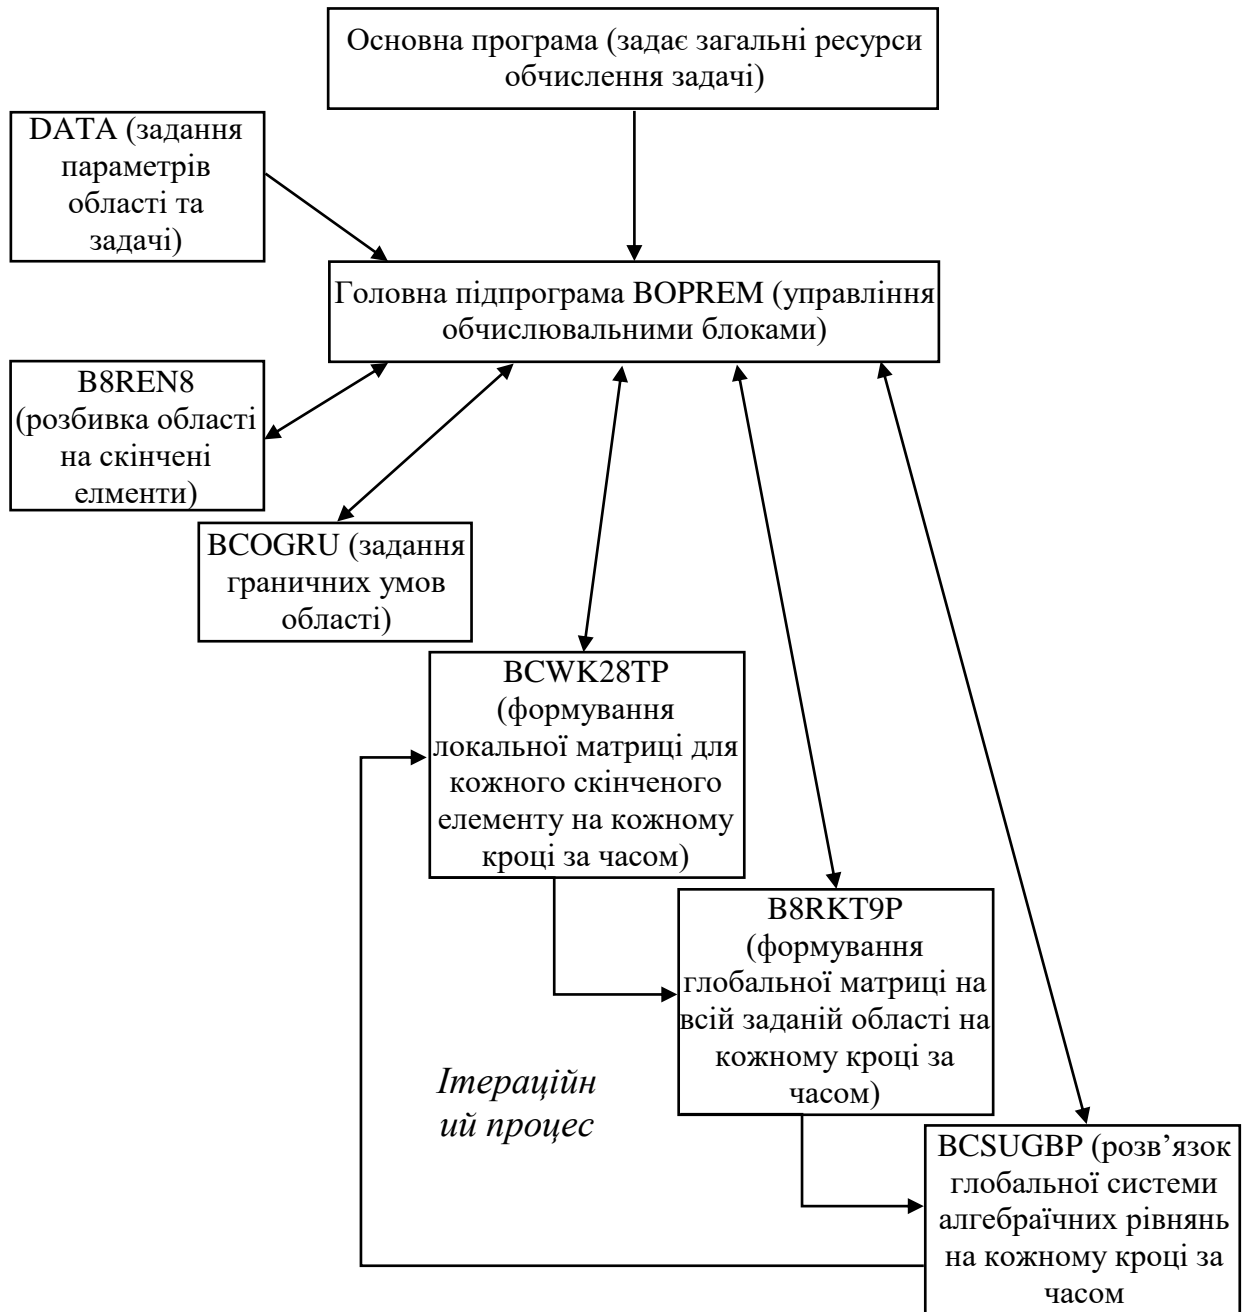 Основна програма (задає загальні ресурси
обчислення задачі)
DATA (задання
параметрів
області та
задачі)
Головна підпрограма BOPREM (управління
обчислювальними блоками)
B8REN8
(розбивка області
на скінчені
елменти)
BCOGRU (задання
граничних умов
області)
BCWK28TP
(формування
локальної матриці для
кожного скінченого
елементу на кожному
кроці за часом)
B8RKT9P
(формування
глобальної матриці на
всій заданій області на
кожному кроці за
часом)
Ітераційн
ий процес
BCSUGBP (розв’язок
глобальної системи
алгебраїчних рівнянь
на кожному кроці за
часом